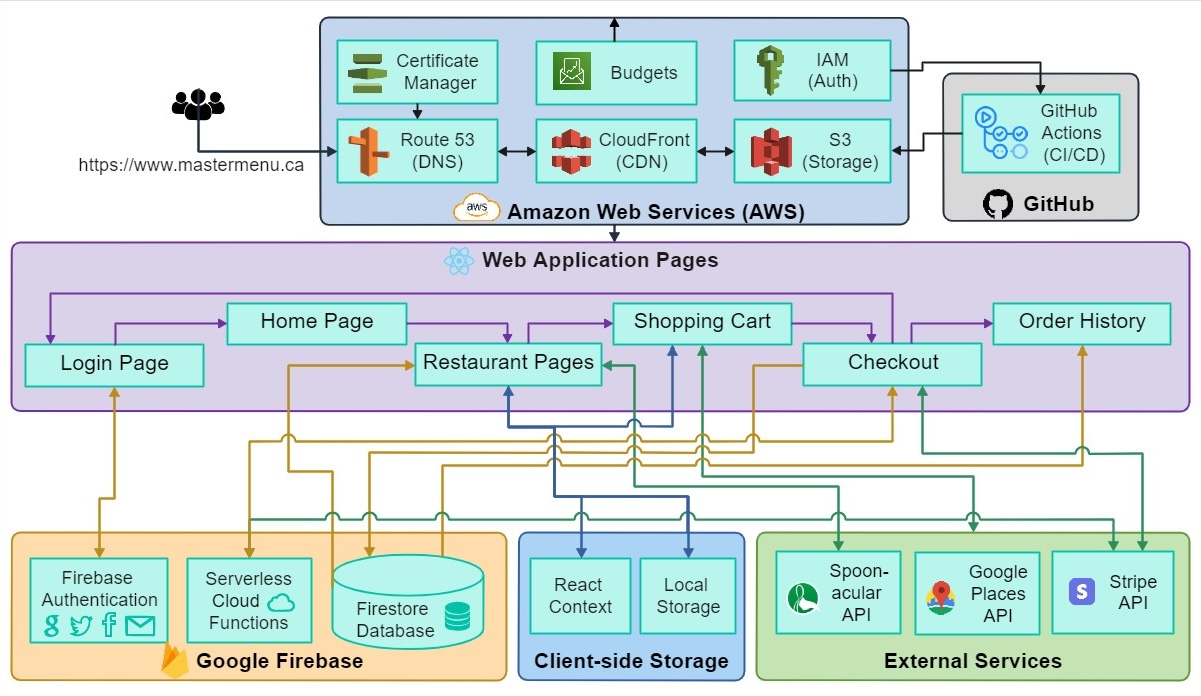 Certificate
Manager
Budgets
IAM
(Auth)
https://www.mastermenu.ca
Route 53
(DNS)
CloudFront
(CDN)
S3
(Storage)
GitHub
Actions
(CI/CD)
aws
Amazon Web Services (AWS)
GitHub
Web Application Pages
Login Page
Home Page
Restaurant Pages
Shopping Cart
Checkout
Order History
Firebase
Authentication
Serverless
Cloud
Functions
Firestore
Database
Google Firebase
React
Context
Local
Storage
Client-side Storage
Spoon-
acular
API
Google
Places
API
S
Stripe
API
External Services